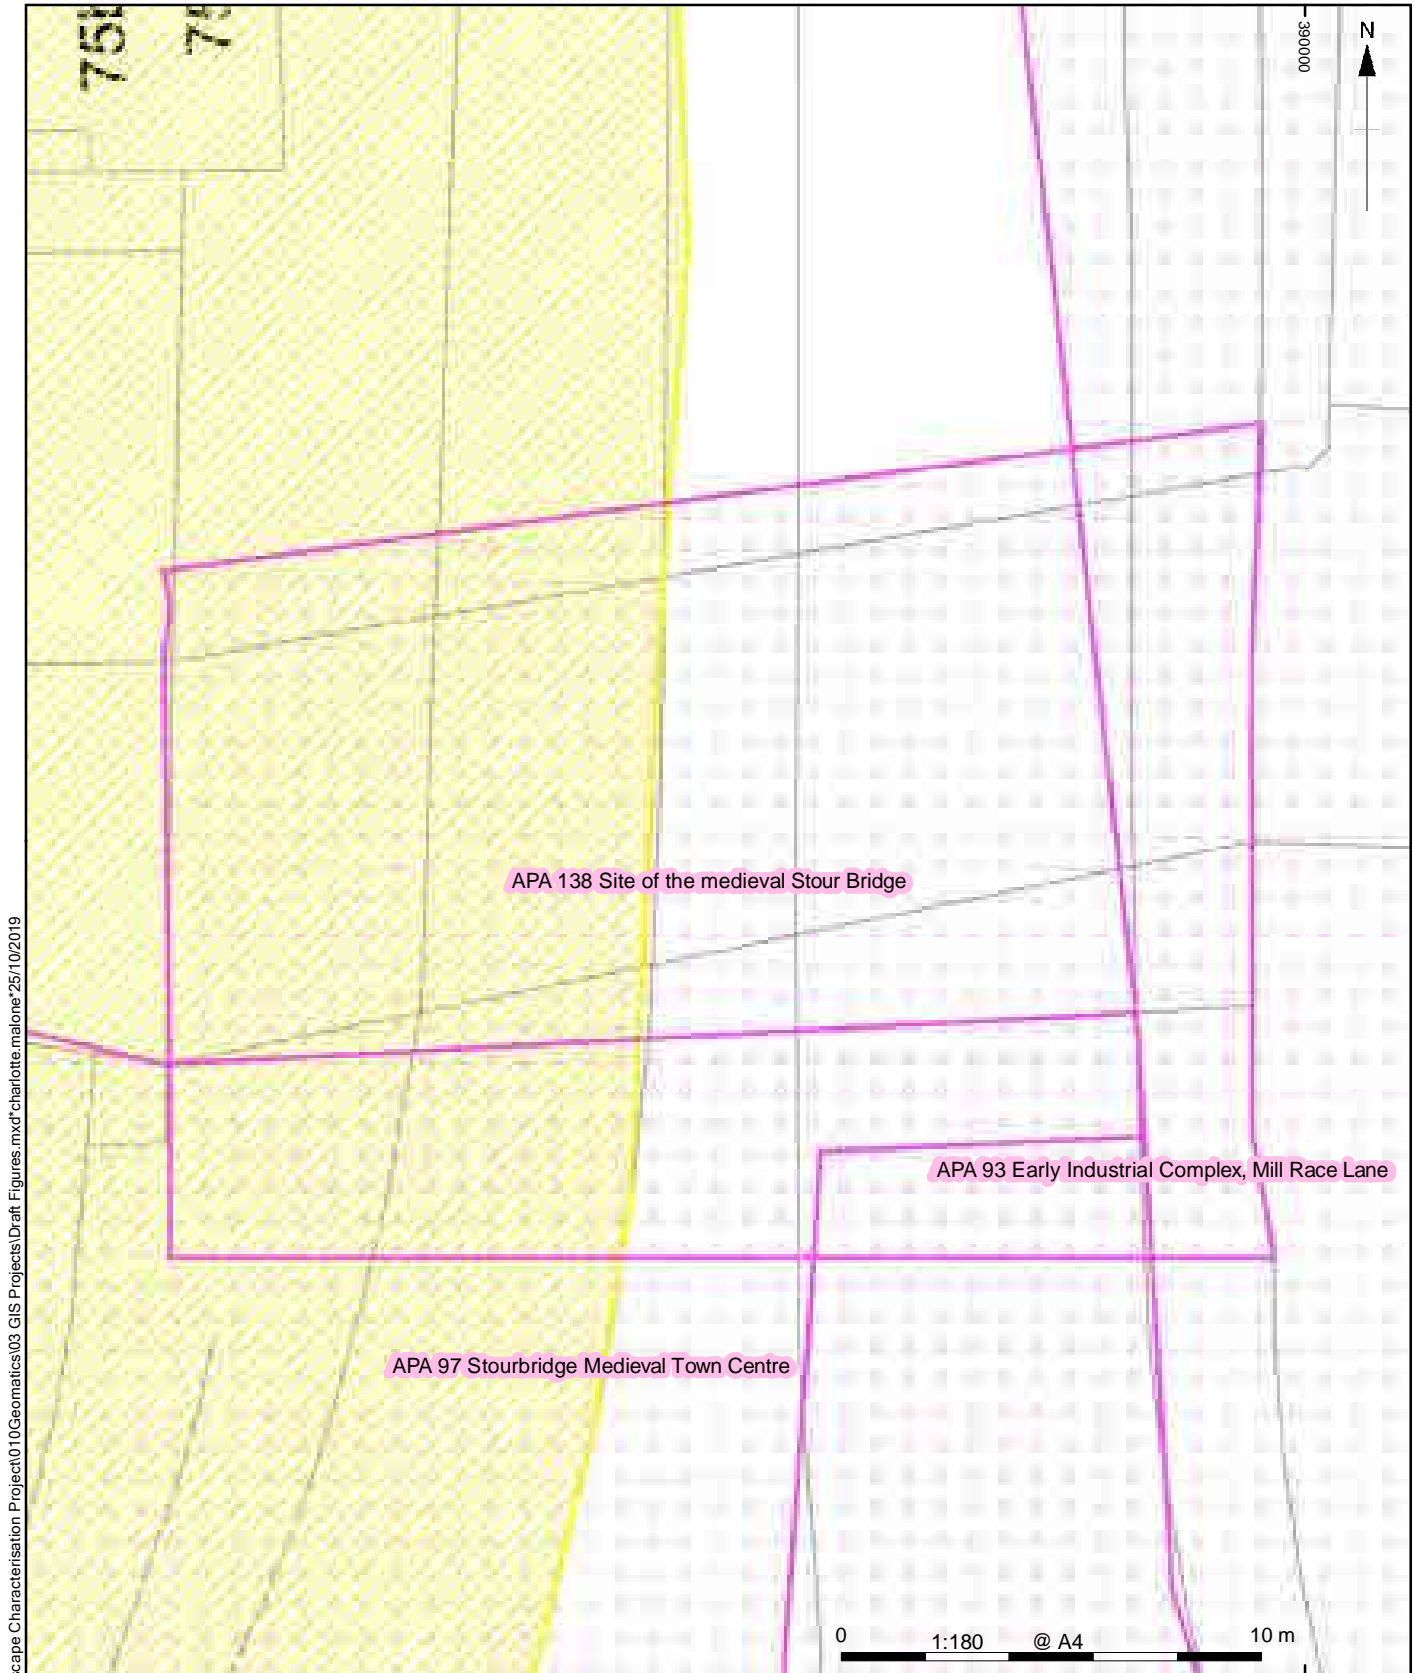 390000
N
APA 138 Site of the medieval Stour Bridge
APA 93 Early Industrial Complex, Mill Race Lane
APA 97 Stourbridge Medieval Town Centre
0 1:180 @ A4 10 m
Characterisation Project\010Geomatics\03 GIS Projects\Draft Figures.mxd*charlotte.malone*25/10/2019